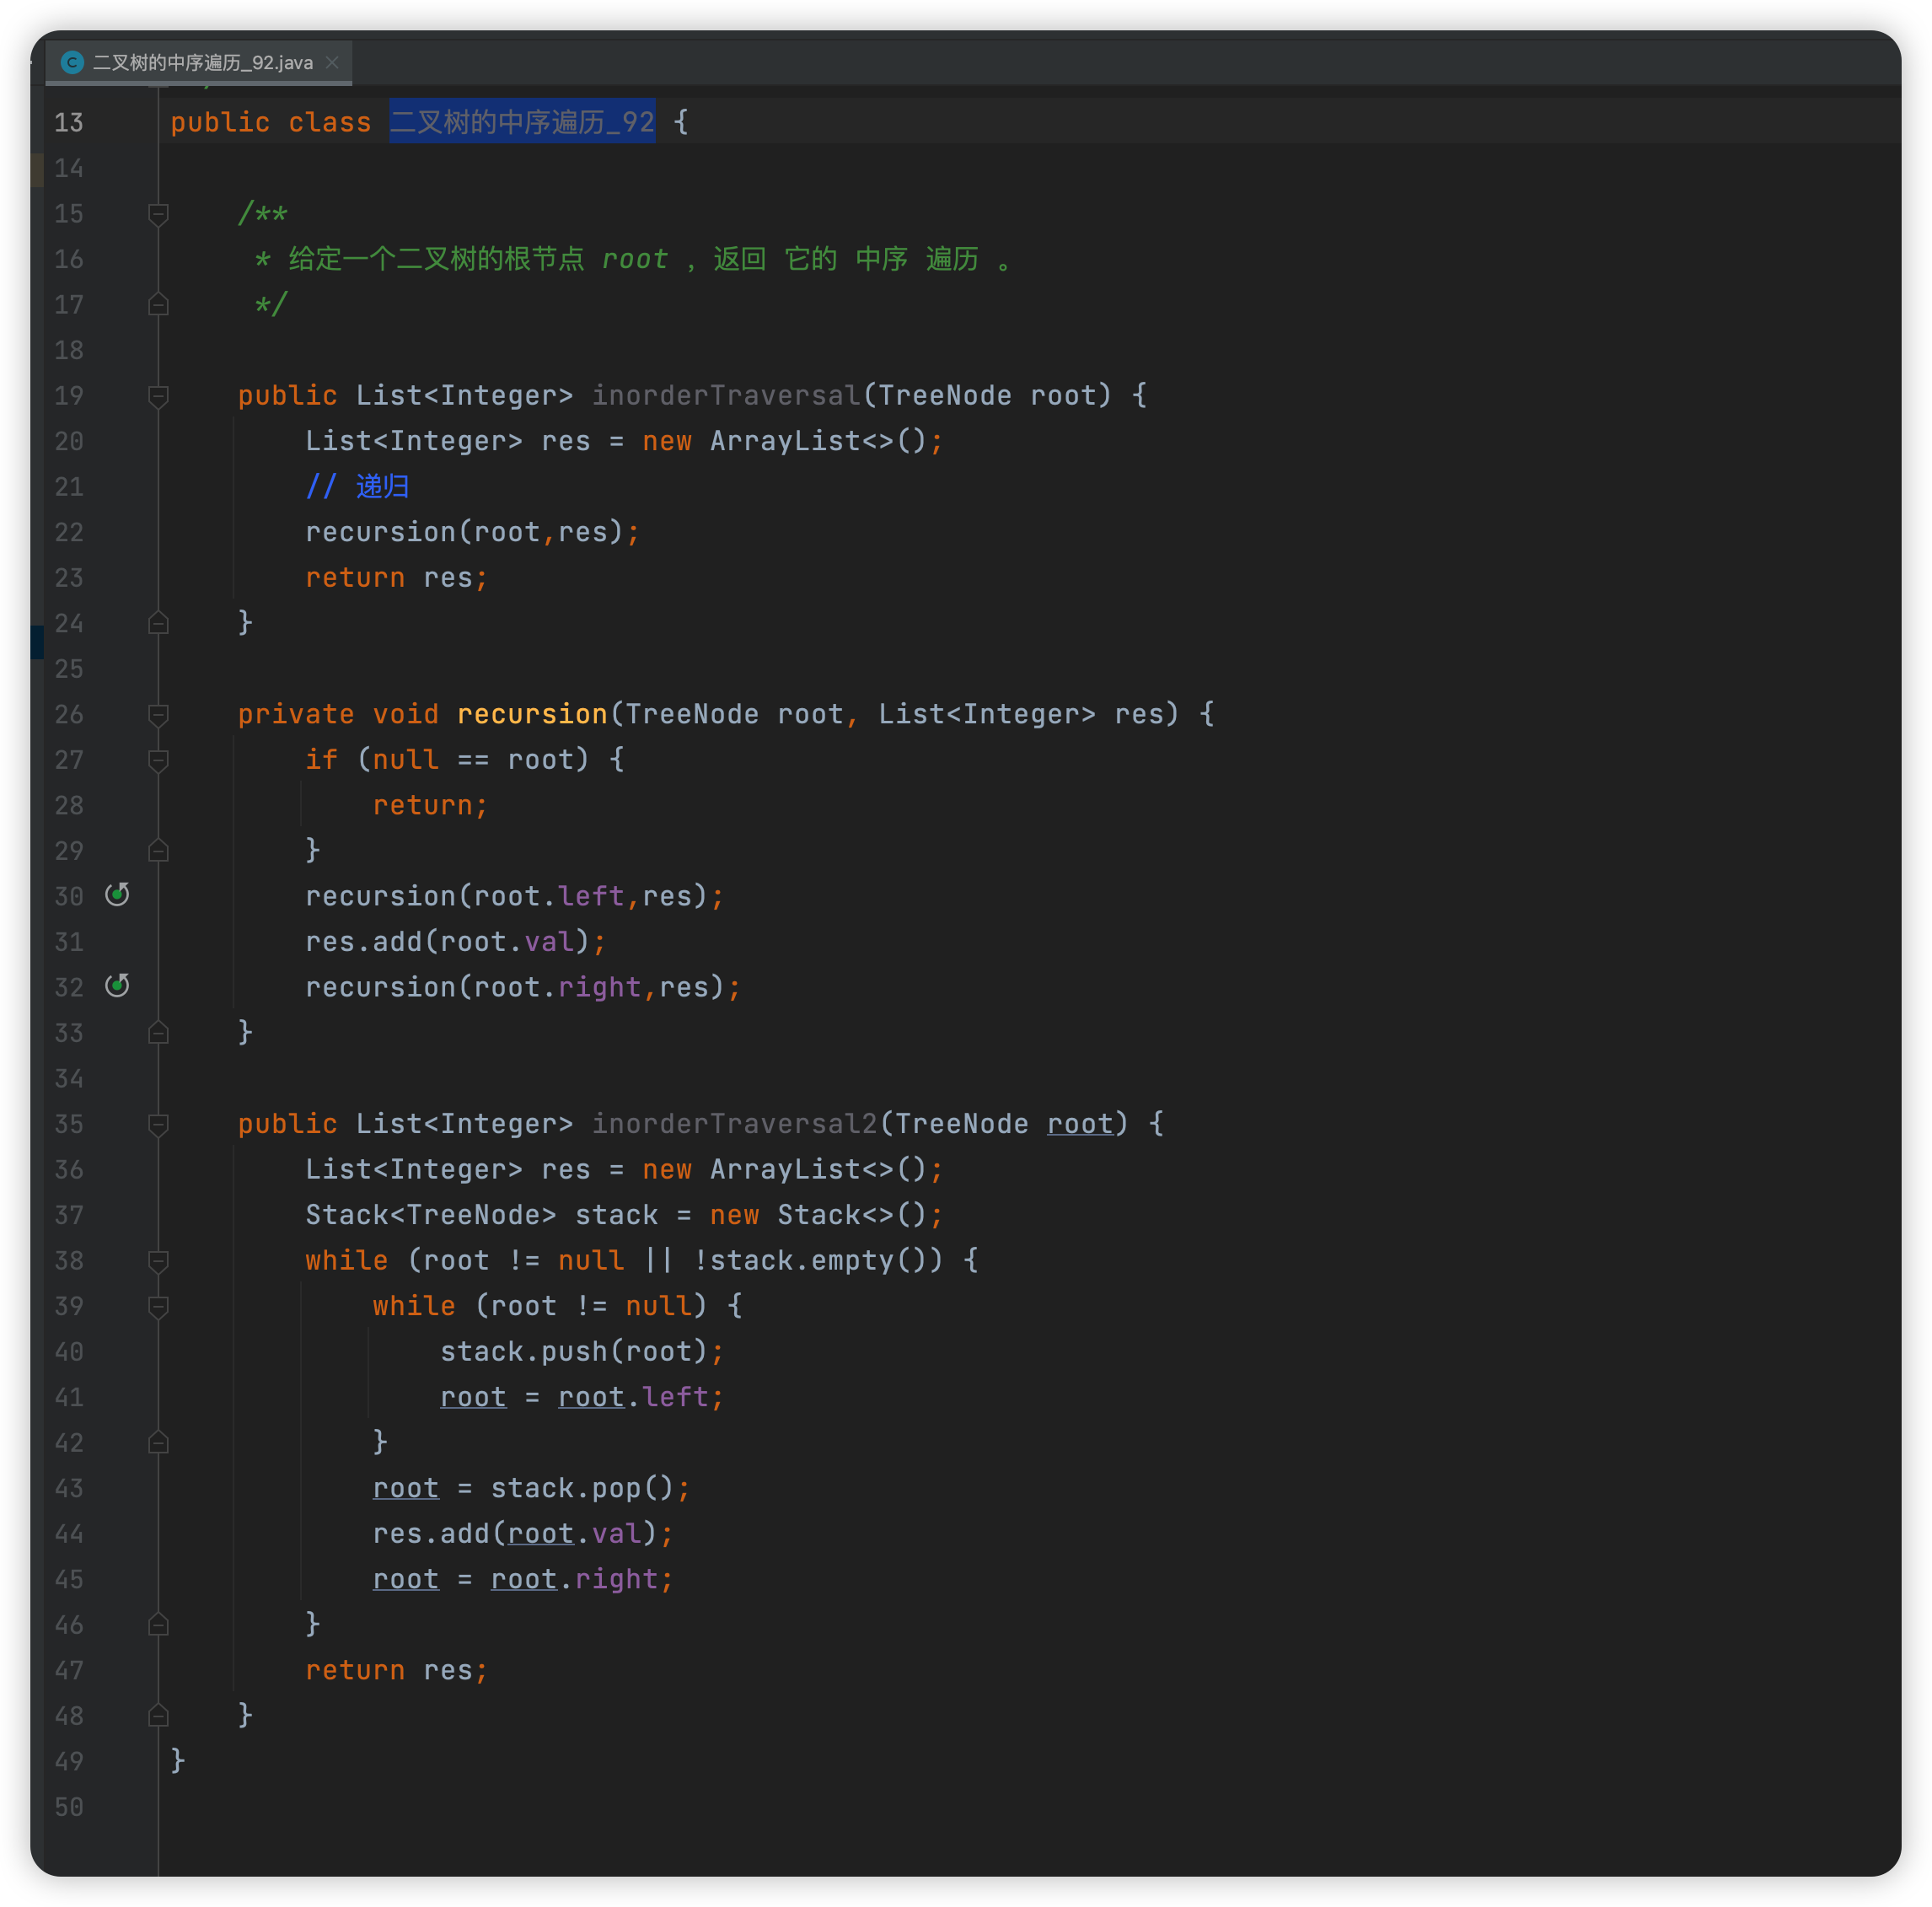 二叉树的中序遍历_92.java
13 public class 二叉树的中序遍历_92 {
14
15     /**
16      * 给定一个二叉树的根节点 root ，返回 它的 中序 遍历 。
17      */
18
19     public List<Integer> inorderTraversal(TreeNode root) {
20         List<Integer> res = new ArrayList<>();
21         // 递归
22         recursion(root,res);
23         return res;
24     }
25
26     private void recursion(TreeNode root, List<Integer> res) {
27         if (null == root) {
28             return;
29         }
30         recursion(root.left,res);
31         res.add(root.val);
32         recursion(root.right,res);
33     }
34
35     public List<Integer> inorderTraversal2(TreeNode root) {
36         List<Integer> res = new ArrayList<>();
37         Stack<TreeNode> stack = new Stack<>();
38         while (root != null || !stack.empty()) {
39             while (root != null) {
40                 stack.push(root);
41                 root = root.left;
42             }
43             root = stack.pop();
44             res.add(root.val);
45             root = root.right;
46         }
47         return res;
48     }
49 }
50